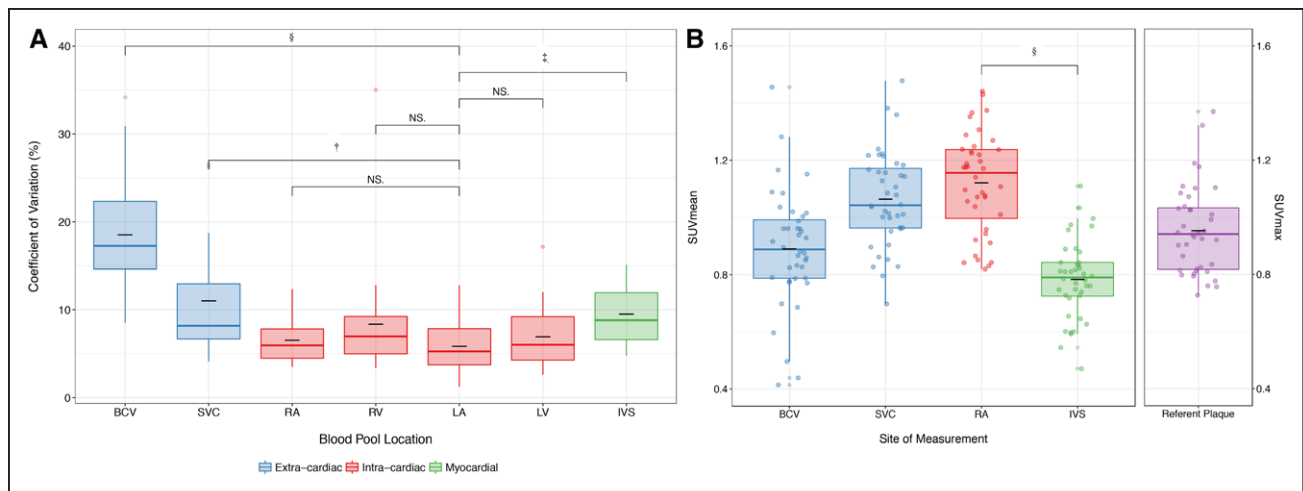 A
B
40
30
20
10
0
Coefficient of Variation (%)
§
‡
NS.
NS.
†
NS.
BCV SVC RA RV LA LV IVS
Blood Pool Location
Extra-cardiac Intra-cardiac Myocardial
1.6
1.2
0.8
0.4
SUVmean
§
BCV SVC RA IVS
Site of Measurement
1.6
1.2
0.8
0.4
SUVmax
Referent Plaque